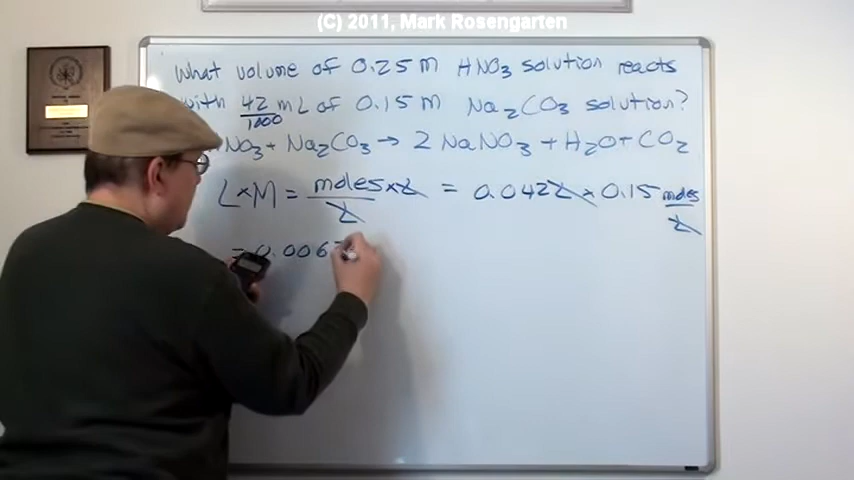 (C) 2011, Mark Rosengarten
What volume of 0.25 M HNO₃ solution reacts
with 42 mL of 0.15 M Na₂CO₃ solution?
1000
NO₃ + Na₂CO₃ → 2 NaNO₃ + H₂O + CO₂
L×M = moles×L = 0.042L × 0.15 moles
L L
= 0.006